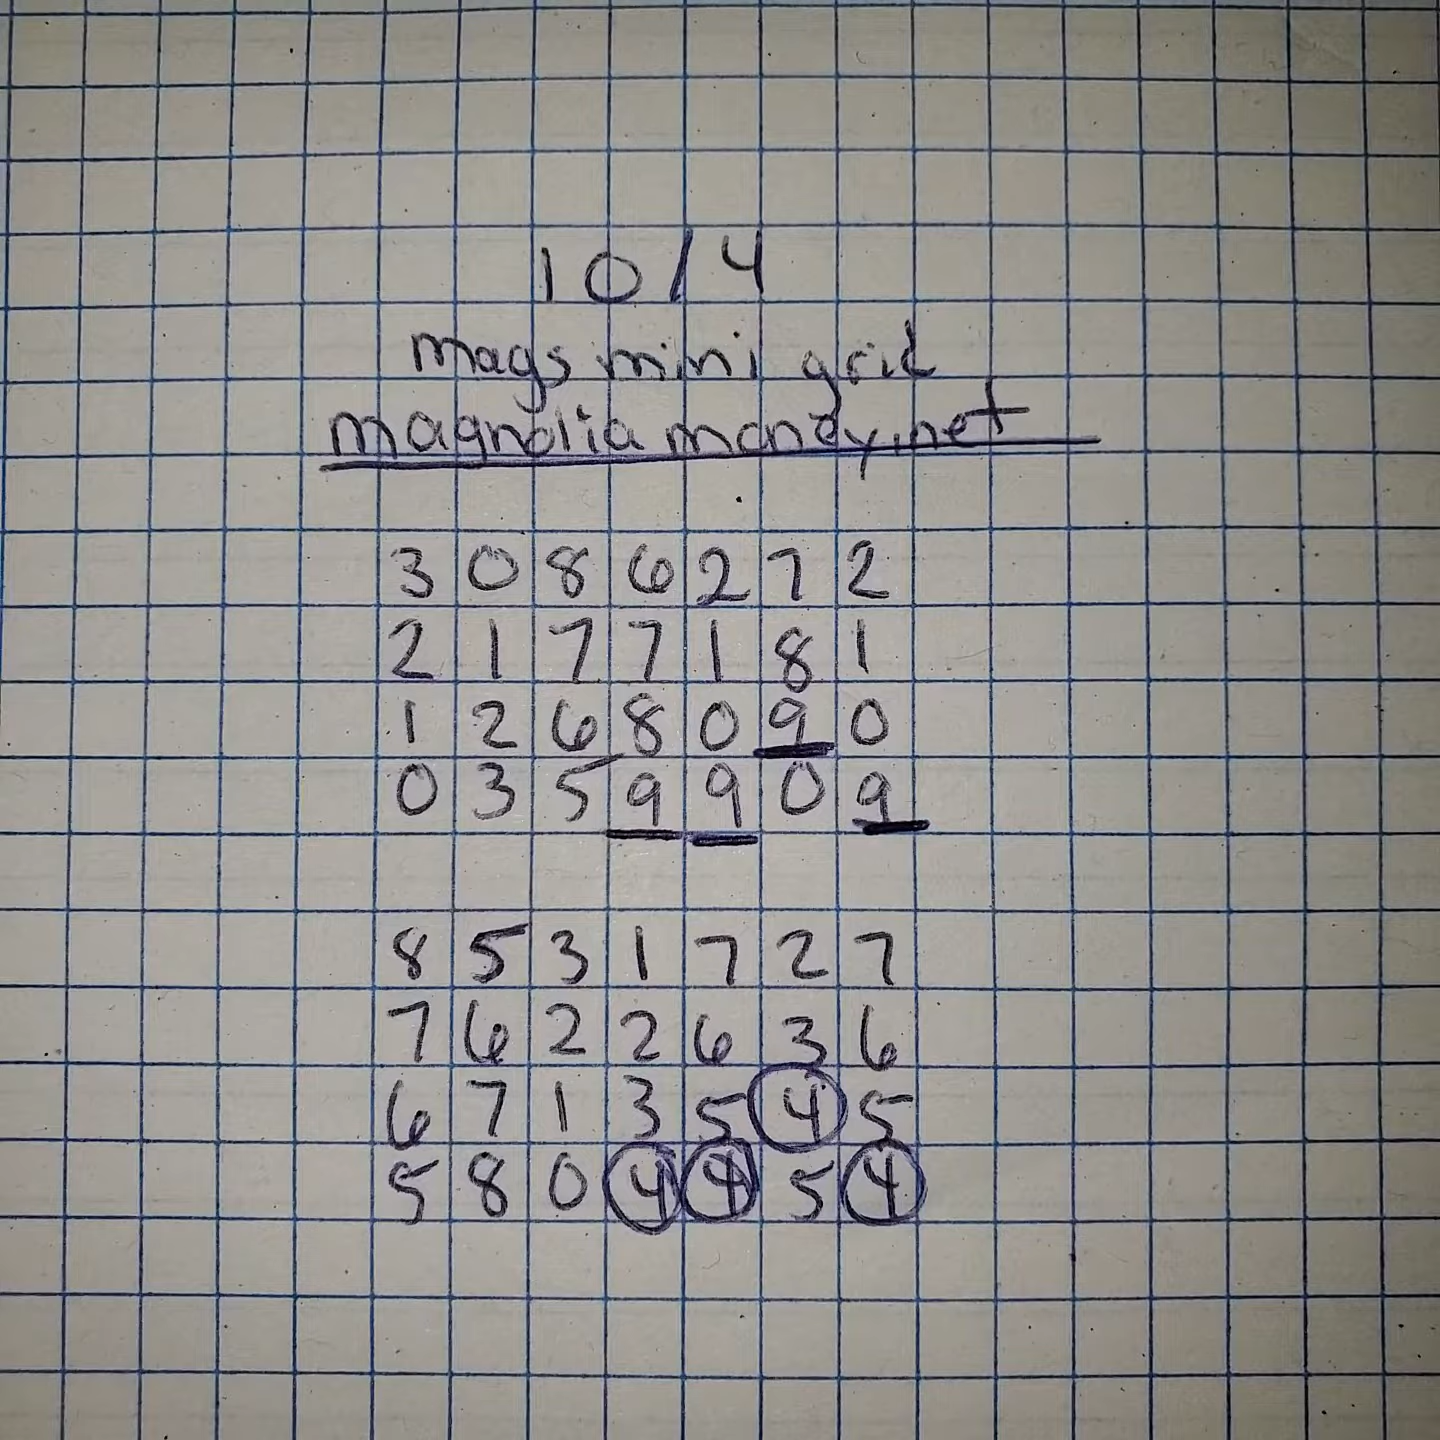 10/4
mags mini grid
magnolia money.net
3 0 8 6 2 7 2
2 1 7 7 1 8 1
1 2 6 8 0 9 0
0 3 5 9 9 0 9
8 5 3 1 7 2 7
7 6 2 2 6 3 6
6 7 1 3 5 4 5
5 8 0 4 4 5 4